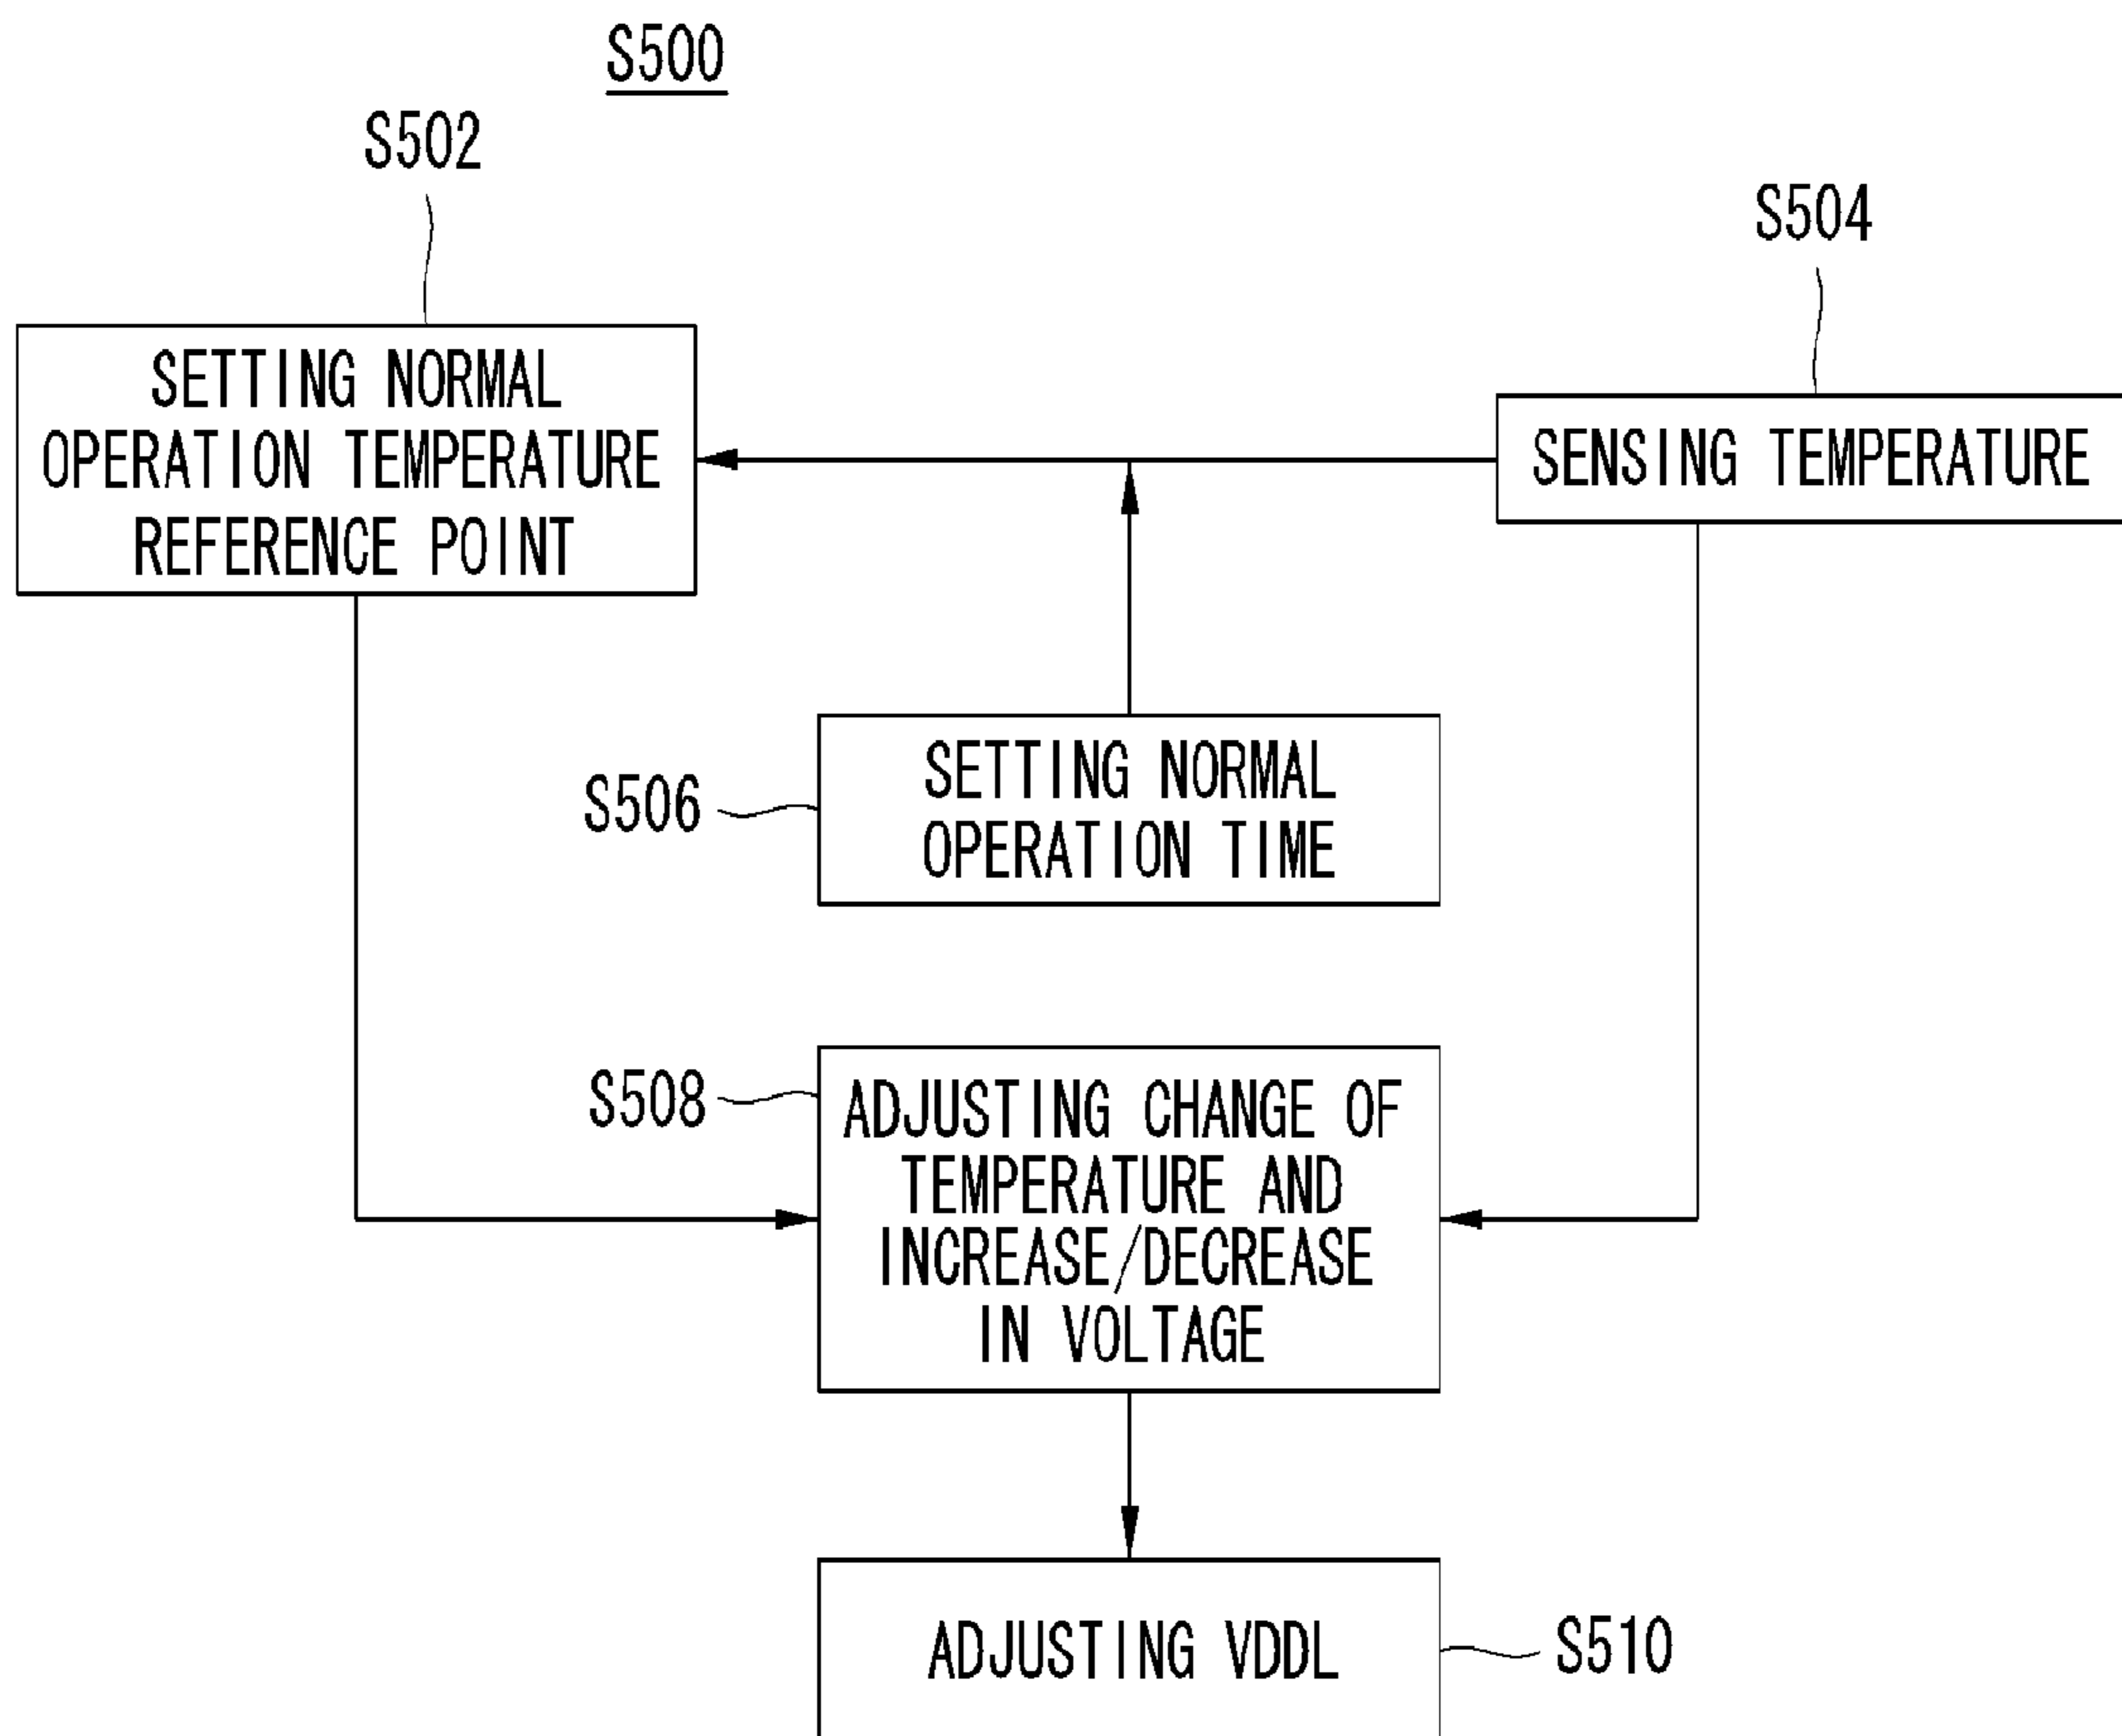 S500
S502
S504
SETTING NORMAL
OPERATION TEMPERATURE
REFERENCE POINT
SENSING TEMPERATURE
S506
SETTING NORMAL
OPERATION TIME
S508
ADJUSTING CHANGE OF
TEMPERATURE AND
INCREASE/DECREASE
IN VOLTAGE
ADJUSTING VDDL
S510